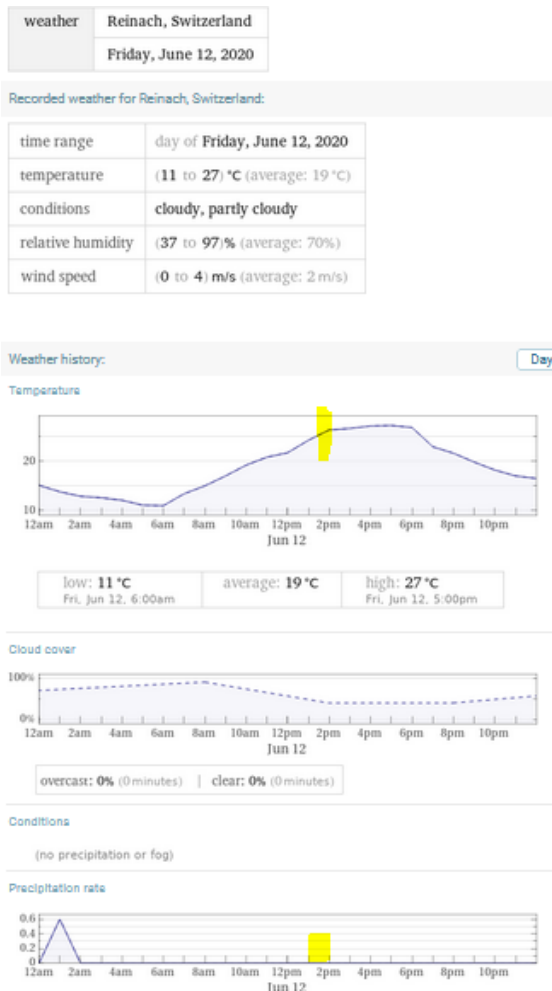 weather
Reinach, Switzerland
Friday, June 12, 2020
Recorded weather for Reinach, Switzerland:
time range day of Friday, June 12, 2020
temperature (11 to 27) °C (average: 19 °C)
conditions cloudy, partly cloudy
relative humidity (37 to 97)% (average: 70%)
wind speed (0 to 4) m/s (average: 2 m/s)
Weather history:
Day
Temperature
20
10
12am 2am 4am 6am 8am 10am 12pm 2pm 4pm 6pm 8pm 10pm
Jun 12
low: 11 °C average: 19 °C high: 27 °C
Fri, Jun 12, 6:00am Fri, Jun 12, 5:00pm
Cloud cover
100%
0%
12am 2am 4am 6am 8am 10am 12pm 2pm 4pm 6pm 8pm 10pm
Jun 12
overcast: 0% (0 minutes) | clear: 0% (0 minutes)
Conditions
(no precipitation or fog)
Precipitation rate
0.6
0.4
0.2
0
12am 2am 4am 6am 8am 10am 12pm 2pm 4pm 6pm 8pm 10pm
Jun 12